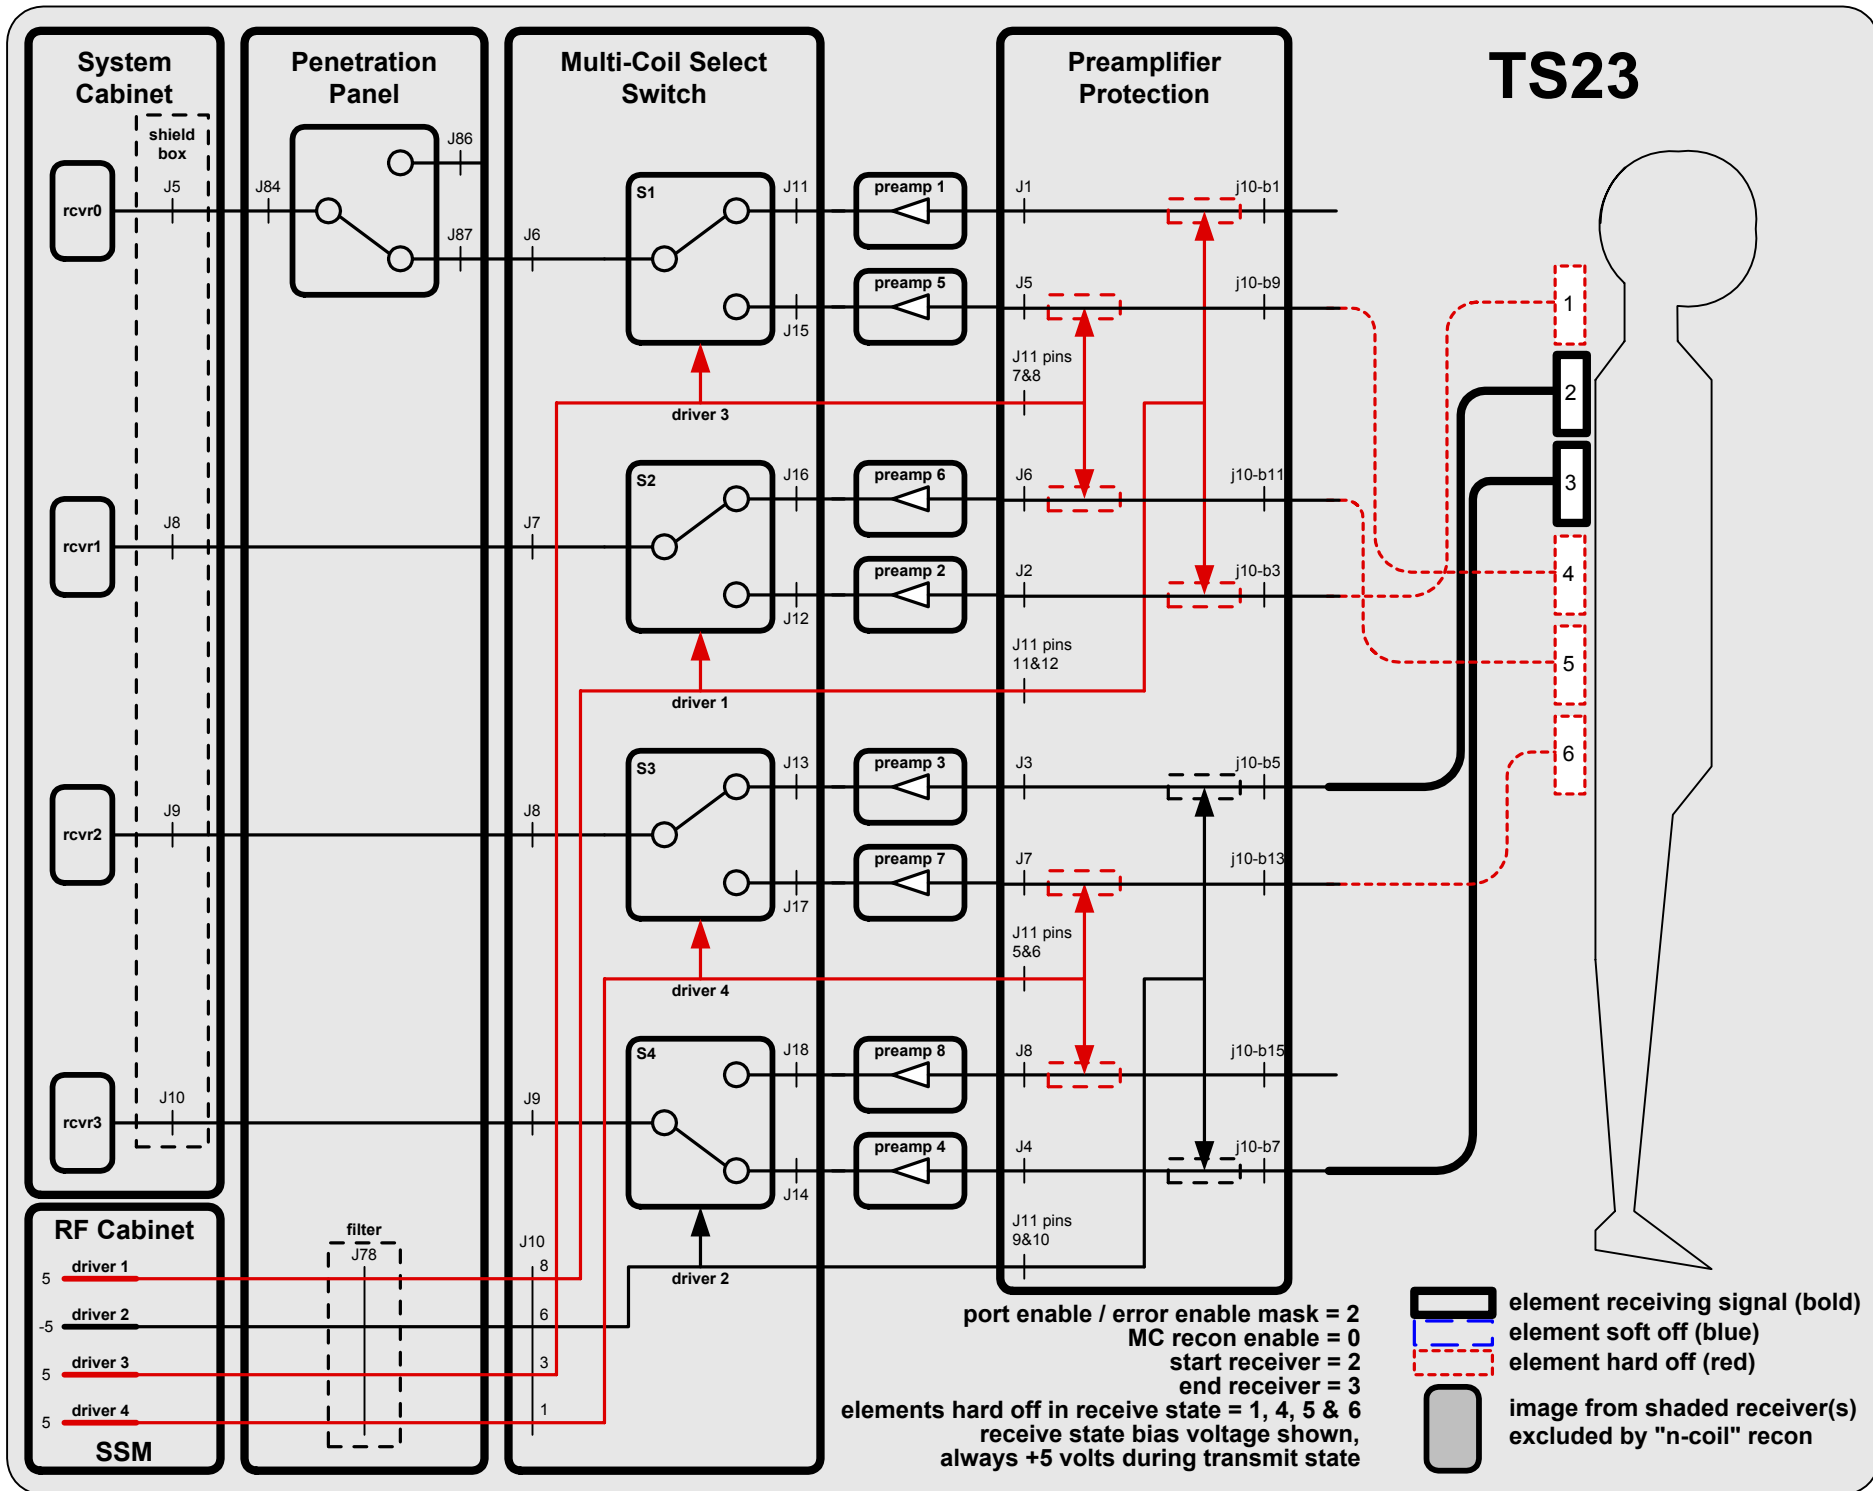 System
Cabinet
Penetration
Panel
Multi-Coil Select
Switch
Preamplifier
Protection
TS23
shield
box
rcvr0
J5
J84
J86
J87
J6
S1
J11
J15
preamp 1
preamp 5
J1
J5
j10-b1
j10-b9
J11 pins
7&8
driver 3
rcvr1
J8
J7
S2
J16
J12
preamp 6
preamp 2
J6
J2
j10-b11
j10-b3
J11 pins
11&12
driver 1
rcvr2
J9
J8
S3
J13
J17
preamp 3
preamp 7
J3
J7
j10-b5
j10-b13
J11 pins
5&6
driver 4
rcvr3
J10
J9
S4
J18
J14
preamp 8
preamp 4
J8
J4
j10-b15
j10-b7
J11 pins
9&10
driver 2
1
2
3
4
5
6
RF Cabinet
5 driver 1
-5 driver 2
5 driver 3
5 driver 4
SSM
filter
J78
J10
8
6
3
1
port enable / error enable mask = 2
MC recon enable = 0
start receiver = 2
end receiver = 3
elements hard off in receive state = 1, 4, 5 & 6
receive state bias voltage shown,
always +5 volts during transmit state
element receiving signal (bold)
element soft off (blue)
element hard off (red)
image from shaded receiver(s)
excluded by "n-coil" recon